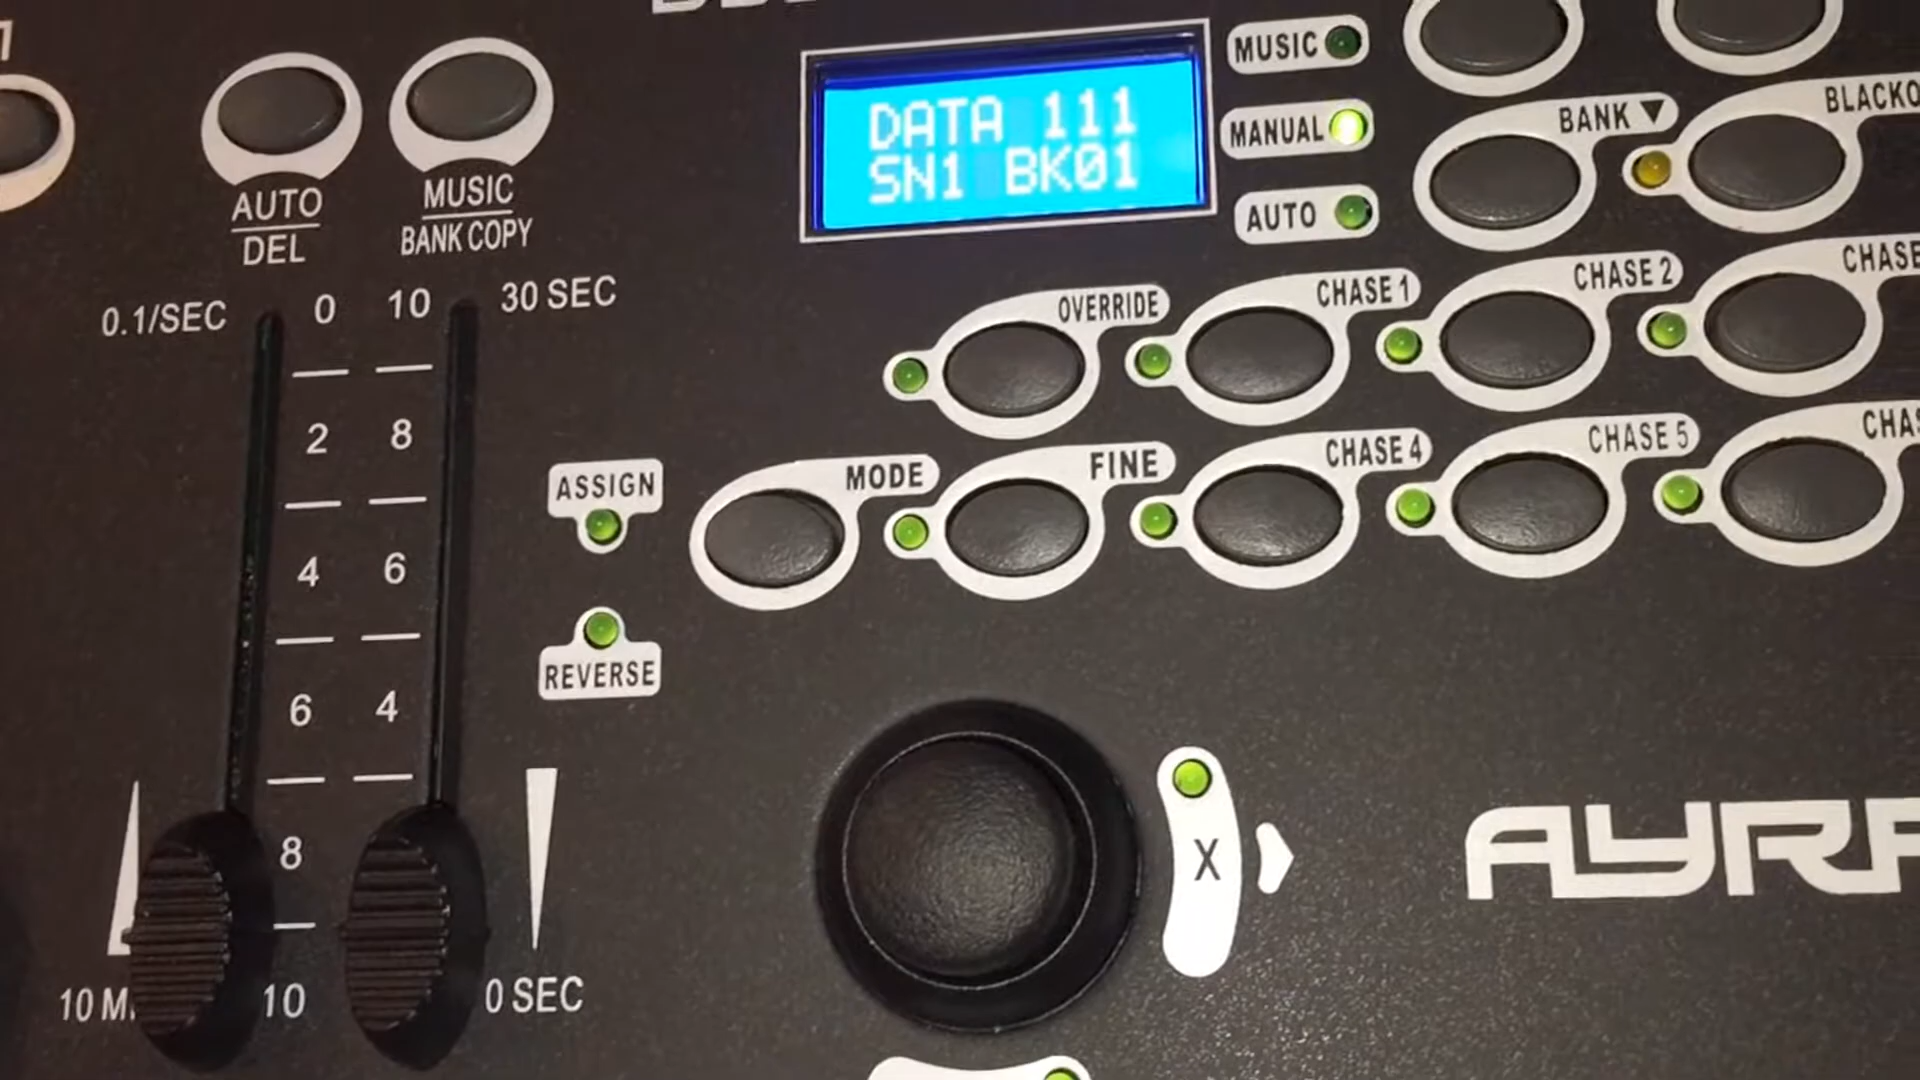 DATA 111
SN1 BK01
MUSIC
MANUAL
AUTO
BANK ▼
AUTO
DEL
MUSIC
BANK COPY
0.1/SEC
0
10
30 SEC
OVERRIDE
CHASE 1
CHASE 2
CHASE
2
8
ASSIGN
MODE
FINE
CHASE 4
CHASE 5
4
6
REVERSE
6
4
X
8
10
0 SEC